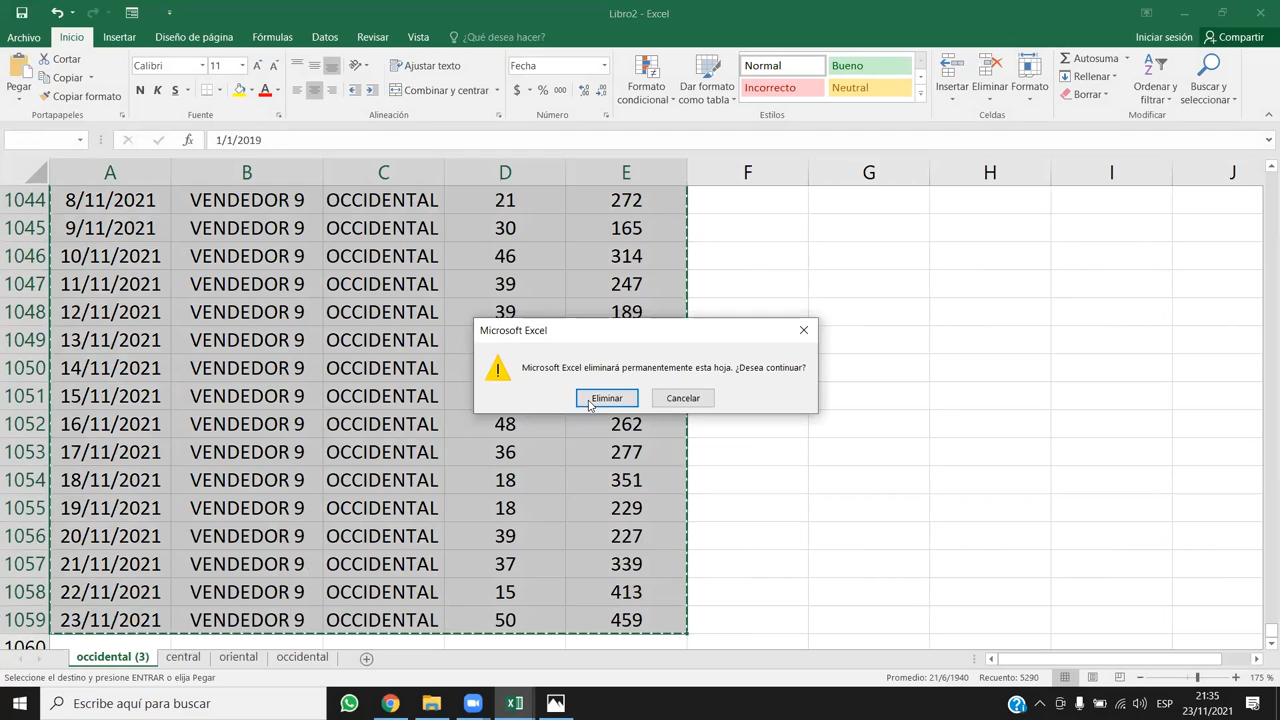 Libro2 - Excel
Archivo Inicio Insertar Diseño de página Fórmulas Datos Revisar Vista ¿Qué desea hacer? Iniciar sesión Compartir
Pegar Cortar Copiar Copiar formato
Portapapeles
Calibri 11
N K S
Fuente
Ajustar texto
Combinar y centrar
Alineación
Fecha
$ % 000
Número
Formato condicional Dar formato como tabla
Normal Bueno
Incorrecto Neutral
Estilos
Insertar Eliminar Formato
Celdas
Autosuma
Rellenar
Borrar
Ordenar y filtrar Buscar y seleccionar
Modificar
fx 1/1/2019
A B C D E F G H I J
1044 8/11/2021 VENDEDOR 9 OCCIDENTAL 21 272
1045 9/11/2021 VENDEDOR 9 OCCIDENTAL 30 165
1046 10/11/2021 VENDEDOR 9 OCCIDENTAL 46 314
1047 11/11/2021 VENDEDOR 9 OCCIDENTAL 39 247
1048 12/11/2021 VENDEDOR 9 OCCIDENTAL 39 189
1049 13/11/2021 VENDEDOR 9 OCCIDENTAL
1050 14/11/2021 VENDEDOR 9 OCCIDENTAL
1051 15/11/2021 VENDEDOR 9 OCCIDENTAL
1052 16/11/2021 VENDEDOR 9 OCCIDENTAL 48 262
1053 17/11/2021 VENDEDOR 9 OCCIDENTAL 36 277
1054 18/11/2021 VENDEDOR 9 OCCIDENTAL 18 351
1055 19/11/2021 VENDEDOR 9 OCCIDENTAL 18 229
1056 20/11/2021 VENDEDOR 9 OCCIDENTAL 39 227
1057 21/11/2021 VENDEDOR 9 OCCIDENTAL 37 339
1058 22/11/2021 VENDEDOR 9 OCCIDENTAL 15 413
1059 23/11/2021 VENDEDOR 9 OCCIDENTAL 50 459
1060
Microsoft Excel
Microsoft Excel eliminará permanentemente esta hoja. ¿Desea continuar?
Eliminar Cancelar
occidental (3) central oriental occidental
Seleccione el destino y presione ENTRAR o elija Pegar Promedio: 21/6/1940 Recuento: 5290 175 %
Escribe aquí para buscar
ESP
21:35
23/11/2021